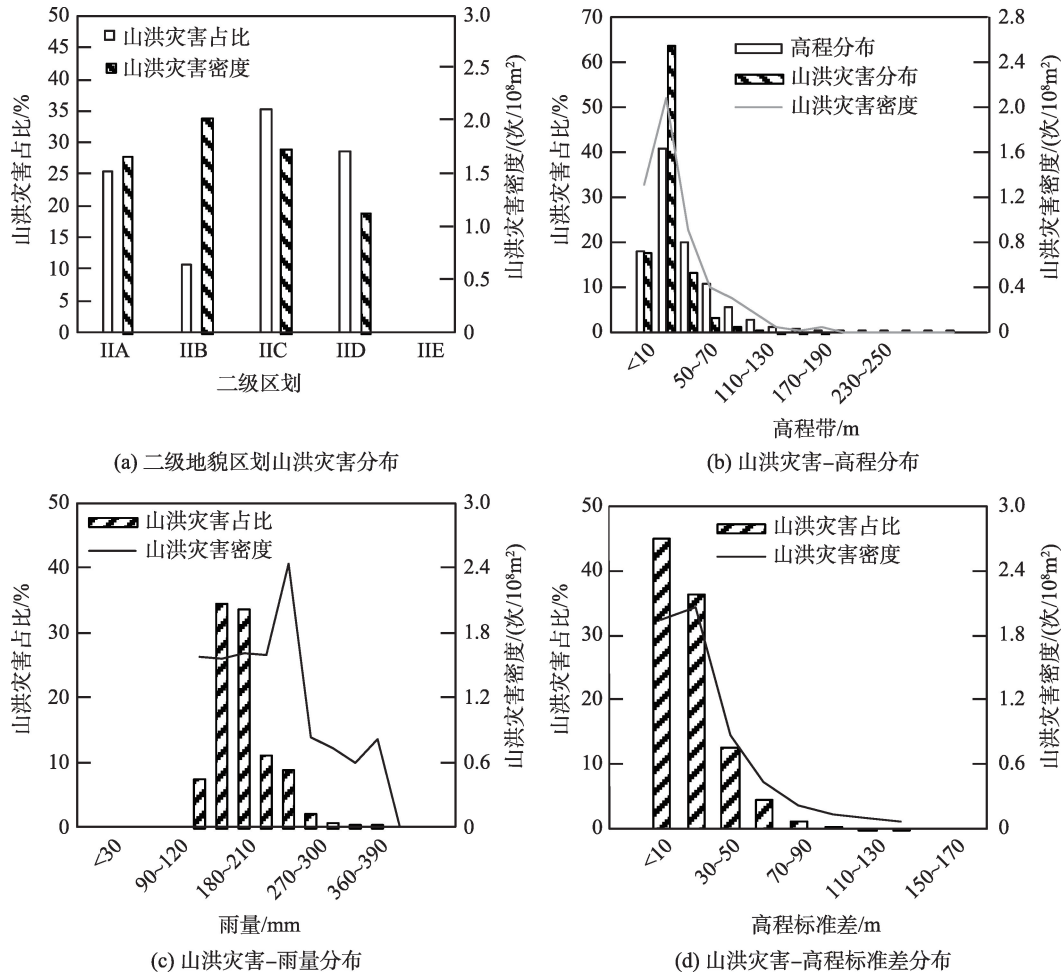 50
45
40
35
30
25
20
15
10
5
0
山洪灾害占比/%
山洪灾害占比
山洪灾害密度
3.0
2.5
2.0
1.5
1.0
0.5
0
山洪灾害密度/(次/10⁸m²)
IIA IIB IIC IID IIE
二级区划
(a) 二级地貌区划山洪灾害分布
70
60
50
40
30
20
10
0
山洪灾害占比/%
高程分布
山洪灾害分布
山洪灾害密度
2.8
2.4
2.0
1.6
1.2
0.8
0.4
0
山洪灾害密度/(次/10⁸m²)
<10 50~70 110~130 170~190 230~250
高程带/m
(b) 山洪灾害–高程分布
50
40
30
20
10
0
山洪灾害占比/%
山洪灾害占比
山洪灾害密度
3.0
2.4
1.8
1.2
0.6
0
山洪灾害密度/(次/10⁸m²)
<30 90~120 180~210 270~300 360~390
雨量/mm
(c) 山洪灾害–雨量分布
50
40
30
20
10
0
山洪灾害占比/%
山洪灾害占比
山洪灾害密度
3.0
2.4
1.8
1.2
0.6
0
山洪灾害密度/(次/10⁸m²)
<10 30~50 70~90 110~130 150~170
高程标准差/m
(d) 山洪灾害–高程标准差分布